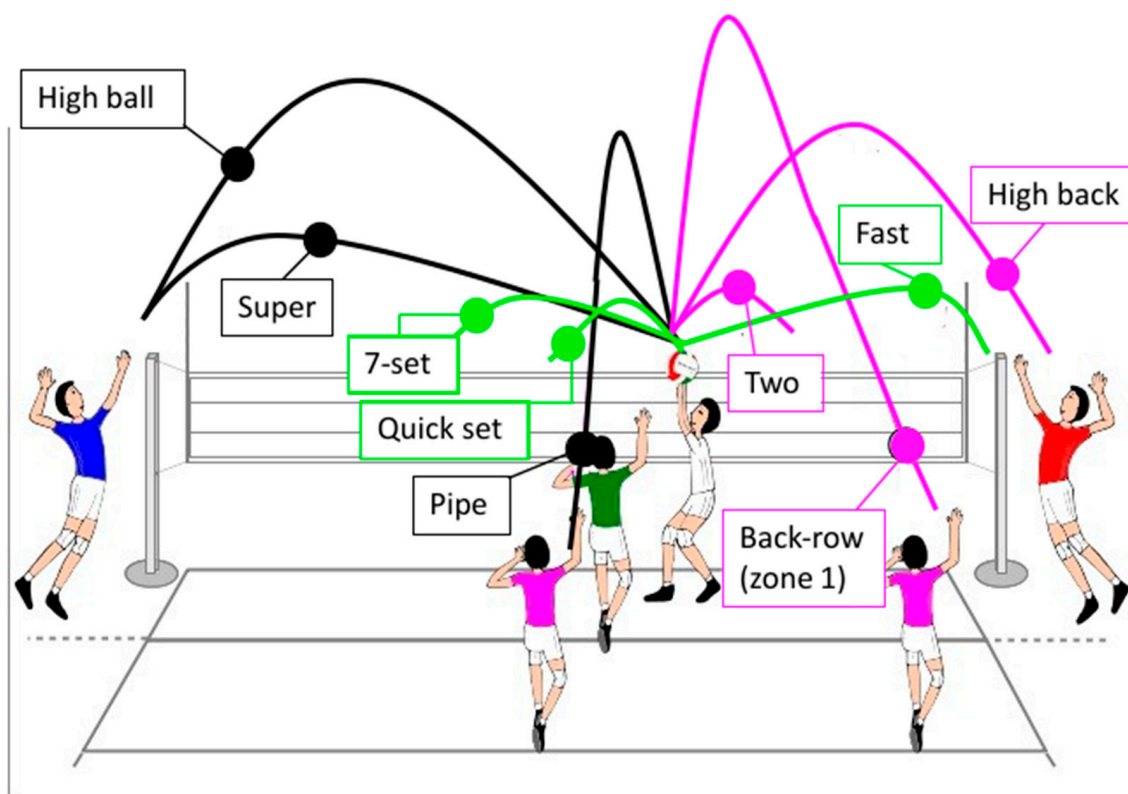 High ball
High back
Fast
Super
7-set
Two
Quick set
Pipe
Back-row
(zone 1)